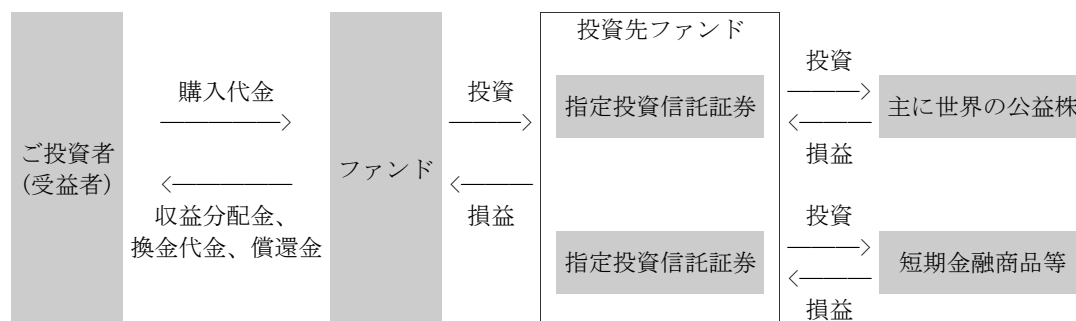 ご投資者
(受益者)
購入代金
収益分配金、
換金代金、償還金
ファンド
投資
損益
投資先ファンド
指定投資信託証券
投資
損益
主に世界の公益株
指定投資信託証券
投資
損益
短期金融商品等